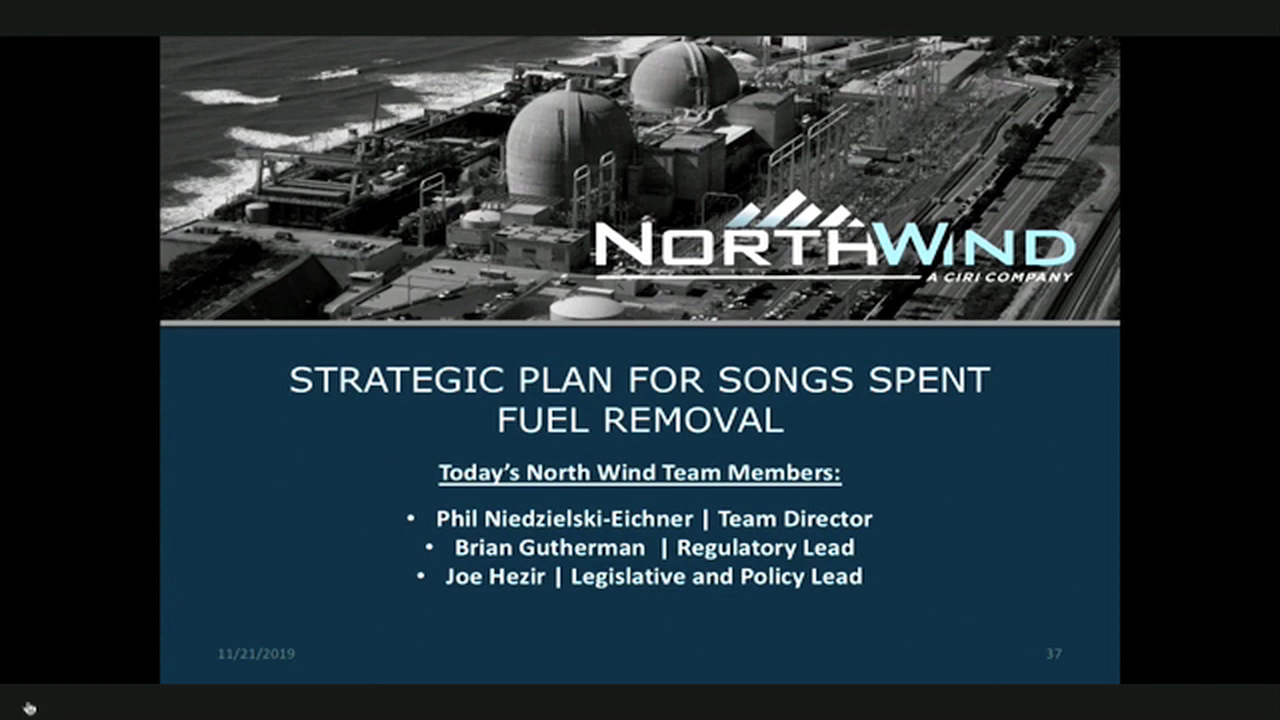 NORTHWIND
A CIRI COMPANY
STRATEGIC PLAN FOR SONGS SPENT
FUEL REMOVAL
Today's North Wind Team Members:
• Phil Niedzielski-Eichner | Team Director
• Brian Gutherman | Regulatory Lead
• Joe Hezir | Legislative and Policy Lead
11/21/2019
37